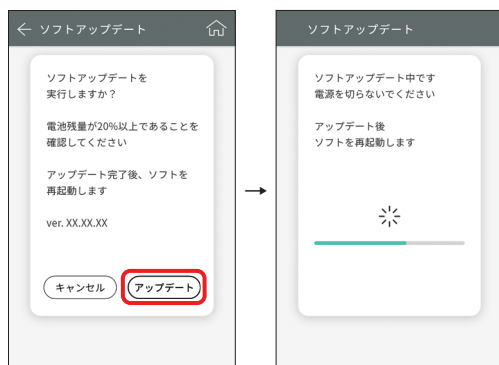 ソフトアップデート
ソフトアップデートを
実行しますか?
電池残量が20%以上であることを
確認してください
アップデート完了後、ソフトを
再起動します
ver. XX.XX.XX
キャンセル
アップデート
ソフトアップデート
ソフトアップデート中です
電源を切らないでください
アップデート後
ソフトを再起動します